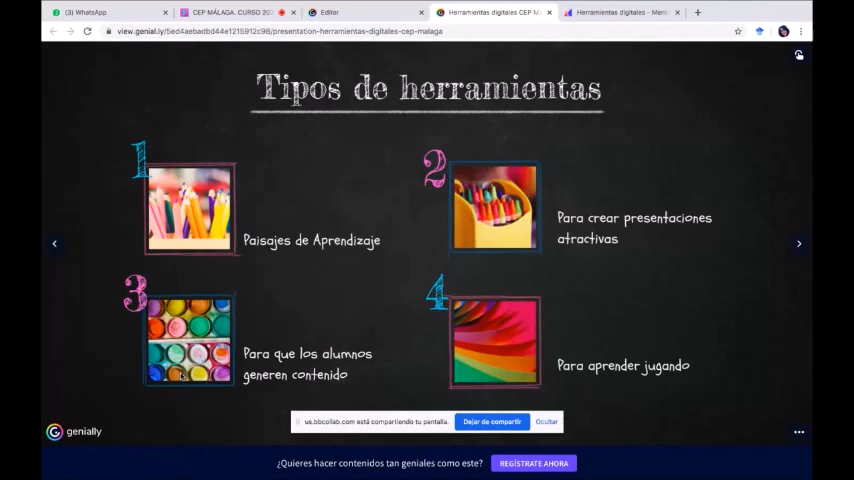 (3) WhatsApp
CEP MÁLAGA. CURSO 202
Editor
Herramientas digitales CEP MÁ
Herramientas digitales - Menti
view.genial.ly/5ed4aebadbd44e1215912c98/presentation-herramientas-digitales-cep-malaga
Tipos de herramientas
1
Paisajes de Aprendizaje
2
Para crear presentaciones
atractivas
3
Para que los alumnos
generen contenido
4
Para aprender jugando
us.bbcollab.com está compartiendo tu pantalla.
Dejar de compartir
Ocultar
genially
¿Quieres hacer contenidos tan geniales como este?
REGÍSTRATE AHORA